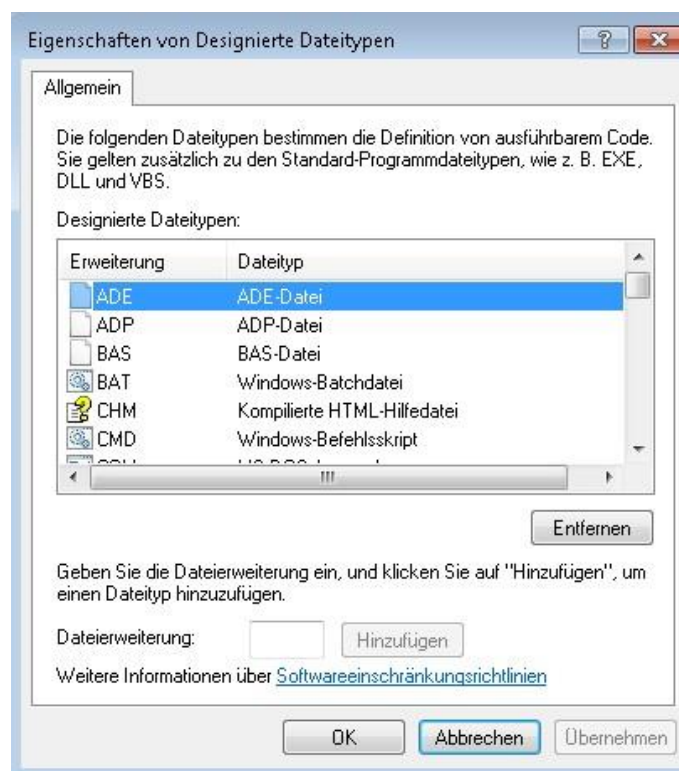 Eigenschaften von Designierte Dateitypen
Allgemein
Die folgenden Dateitypen bestimmen die Definition von ausführbarem Code.
Sie gelten zusätzlich zu den Standard-Programmdateitypen, wie z. B. EXE,
DLL und VBS.
Designierte Dateitypen:
Erweiterung Dateityp
ADE ADE-Datei
ADP ADP-Datei
BAS BAS-Datei
BAT Windows-Batchdatei
CHM Kompilierte HTML-Hilfedatei
CMD Windows-Befehlsskript
Entfernen
Geben Sie die Dateierweiterung ein, und klicken Sie auf "Hinzufügen", um
einen Dateityp hinzuzufügen.
Dateierweiterung: Hinzufügen
Weitere Informationen über Softwareeinschränkungsrichtlinien
OK Abbrechen Übernehmen